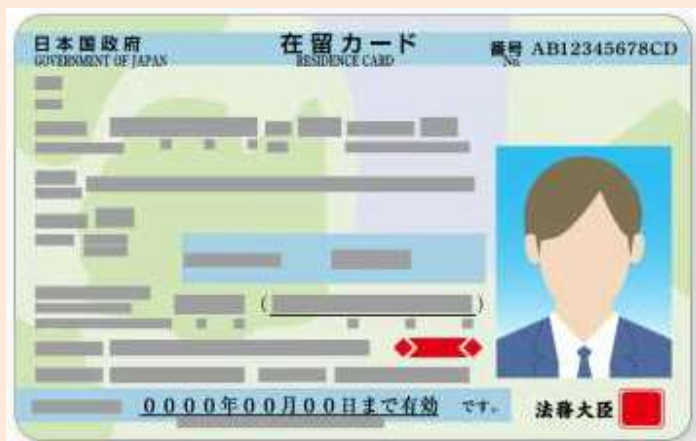 日本国政府 在留カード 番号 AB12345678CD
GOVERNMENT OF JAPAN RESIDENCE CARD No.
( )
0000年00月00日まで有効 です。 法務大臣